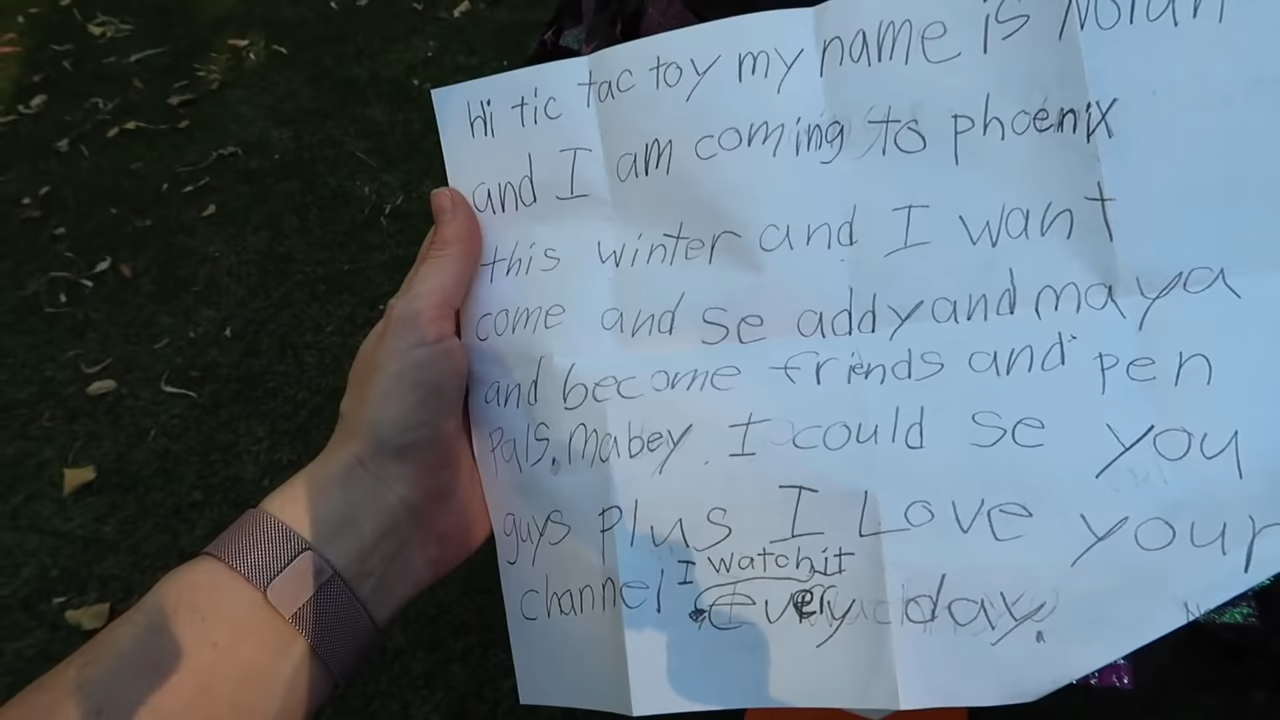 Hi tic tac toy my name is Nolan
and I am coming to phoenix
this winter and I want
come and se addy and maya
and become friends and pen
Pals. Mabey. I could se you
guys plus I Love your
channel I watch it
every day.